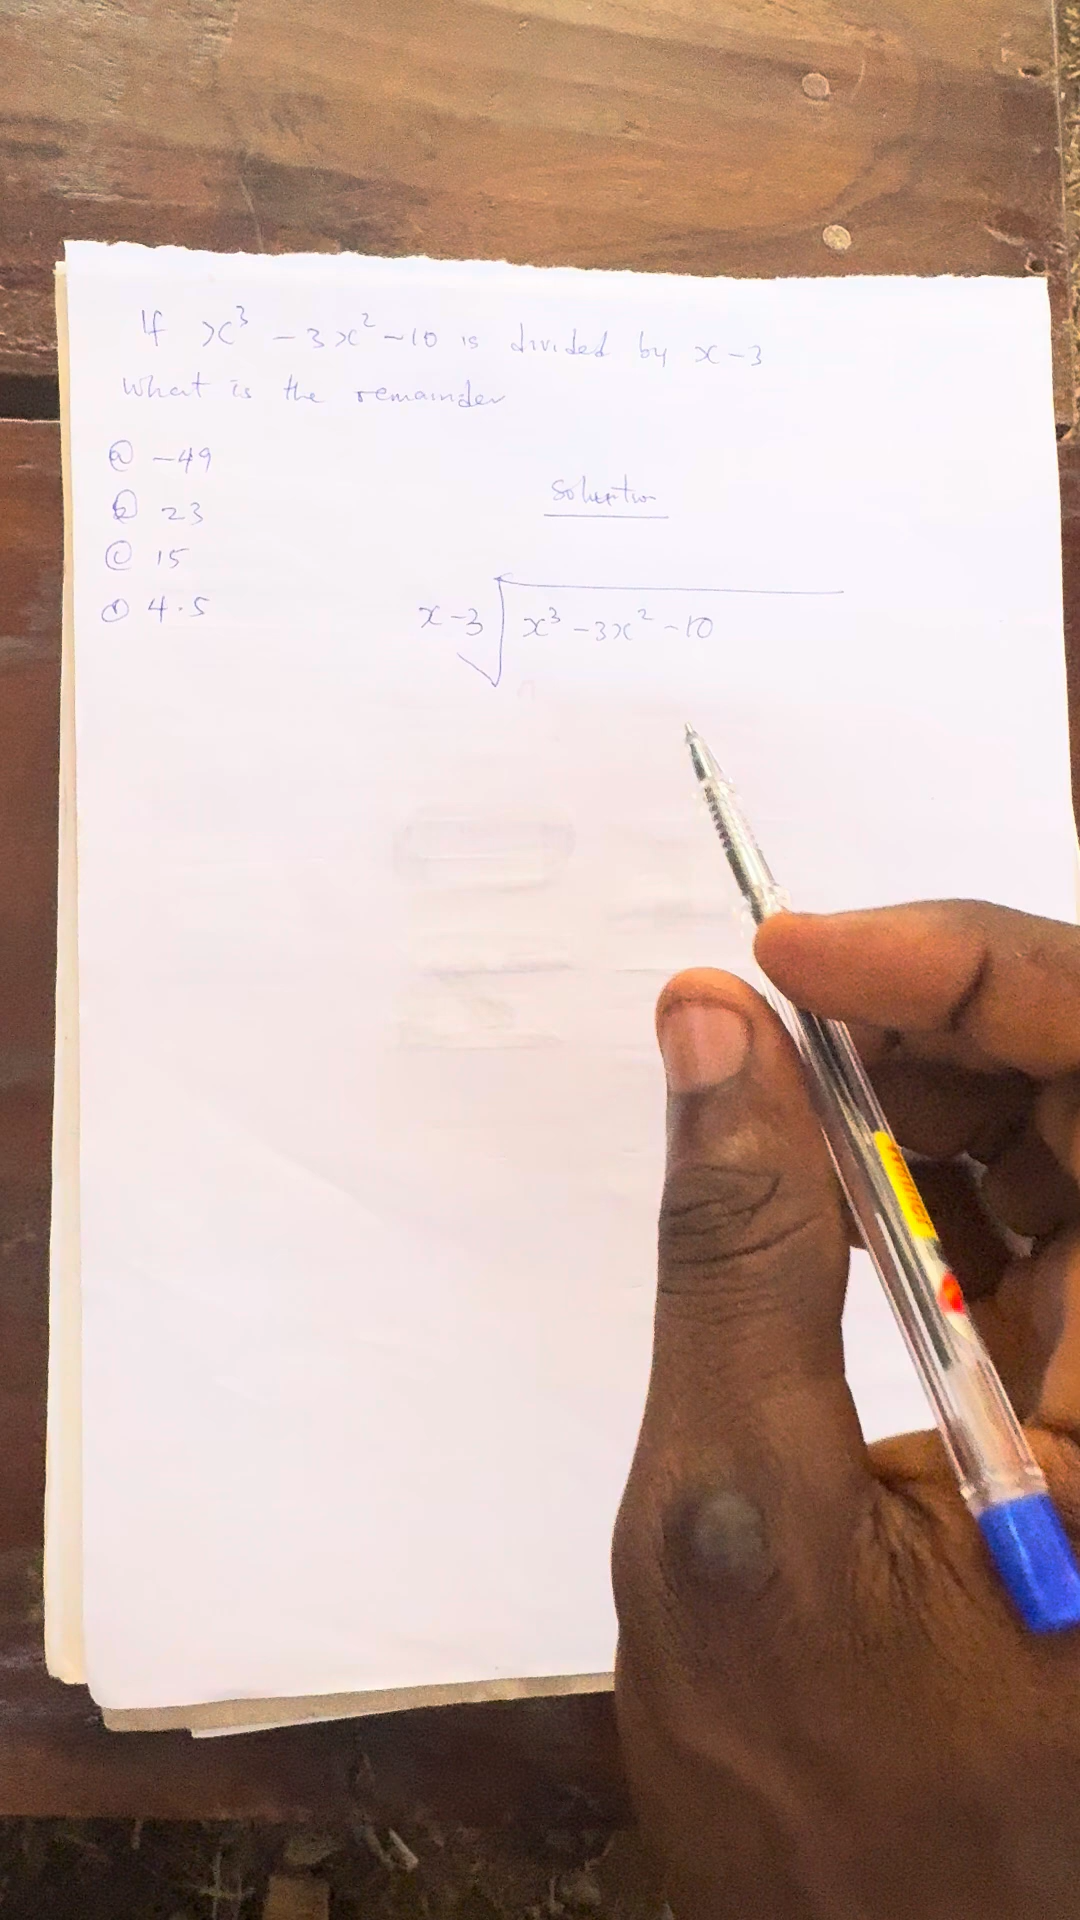 If x³ - 3x² - 10 is divided by x - 3
What is the remainder
ⓐ -49
ⓑ 23
ⓒ 15
ⓓ 4.5
Solution
x-3 x³ - 3x² - 10